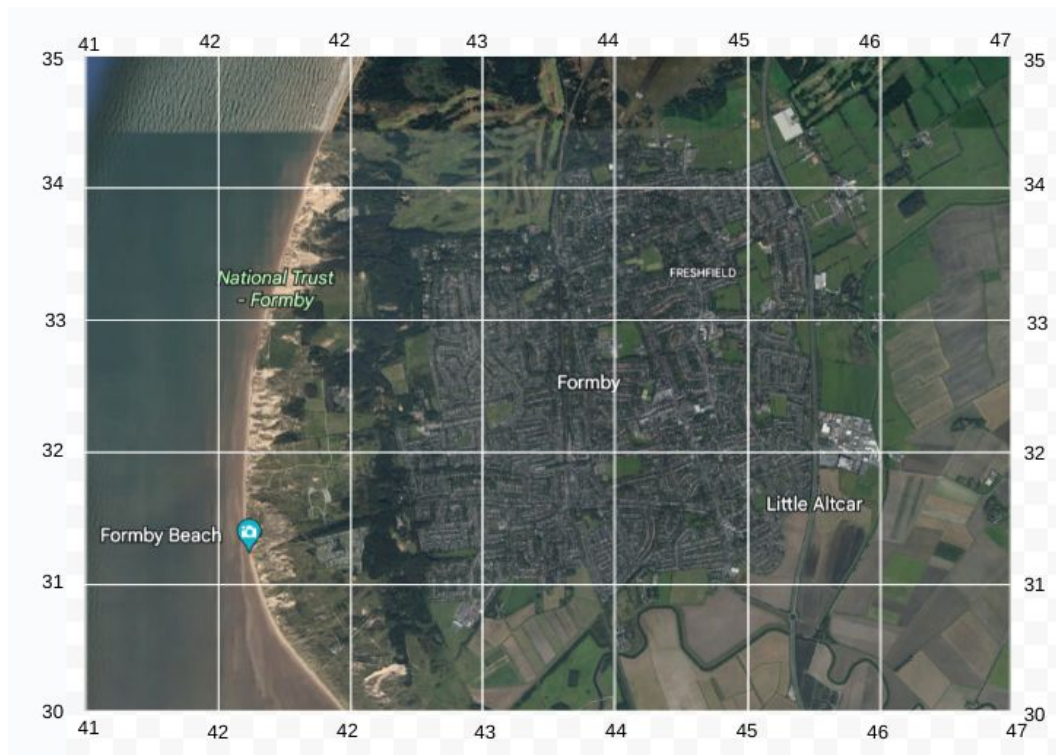 41 42 42 43 44 45 46 47
35 35
34 34
National Trust
- Formby
FRESHFIELD
33 33
Formby
32 32
Little Altcar
Formby Beach
31 31
30 30
41 42 42 43 44 45 46 47